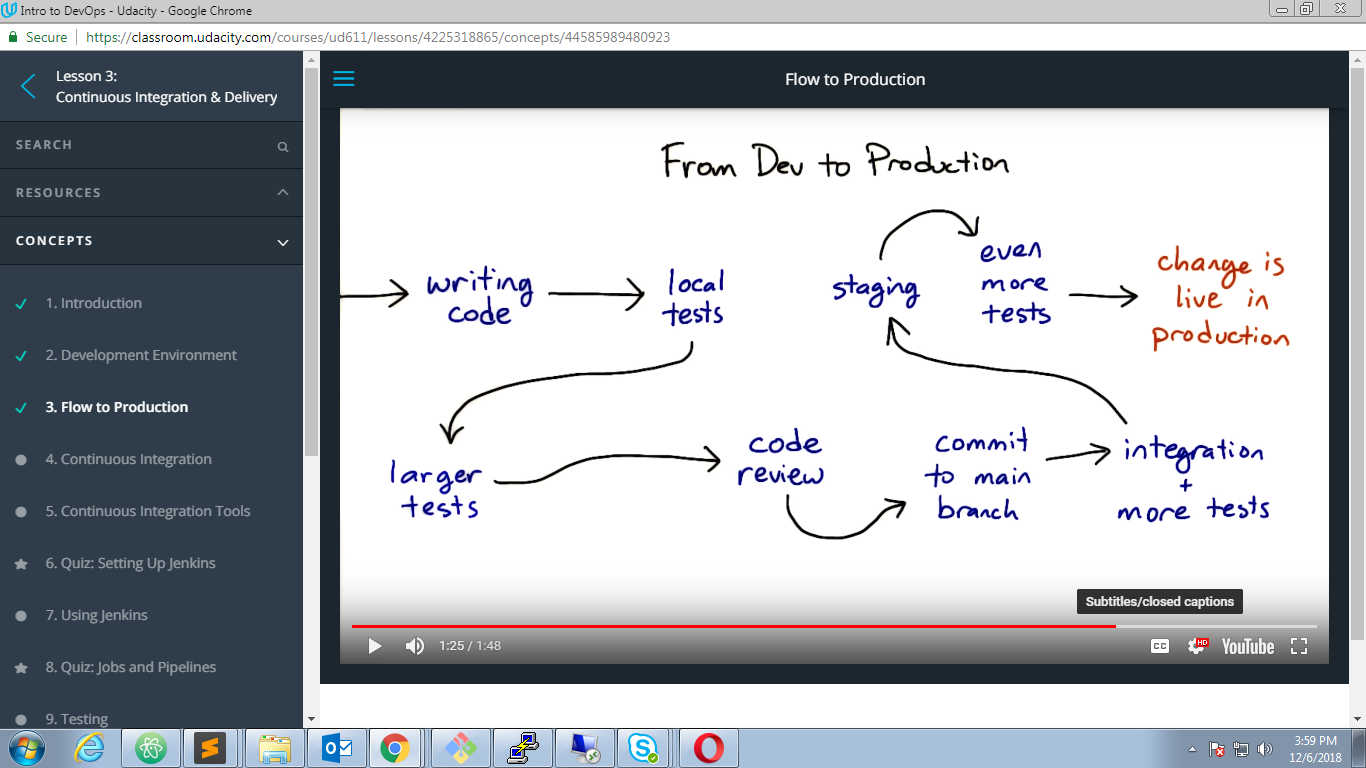 Intro to DevOps - Udacity - Google Chrome
Secure
https://classroom.udacity.com/courses/ud611/lessons/4225318865/concepts/44585989480923
Lesson 3:
Continuous Integration & Delivery
SEARCH
RESOURCES
CONCEPTS
1. Introduction
2. Development Environment
3. Flow to Production
4. Continuous Integration
5. Continuous Integration Tools
6. Quiz: Setting Up Jenkins
7. Using Jenkins
8. Quiz: Jobs and Pipelines
9. Testing
Flow to Production
From Dev to Production
writing
code
local
tests
larger
tests
code
review
commit
to main
branch
integration
+
more tests
staging
even
more
tests
change is
live in
production
Subtitles/closed captions
1:25 / 1:48
CC
HD
YouTube
3:59 PM
12/6/2018